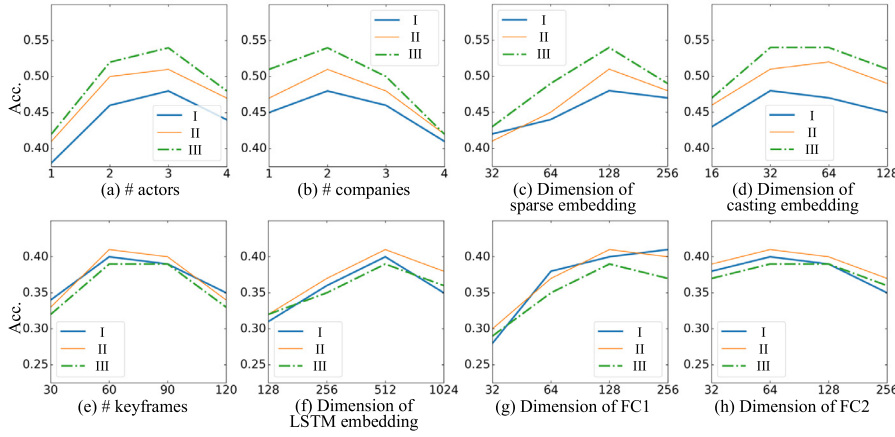 Acc.
0.55
0.50
0.45
0.40
I
II
III
1 2 3 4
(a) # actors
0.55
0.50
0.45
0.40
I
II
III
1 2 3 4
(b) # companies
0.55
0.50
0.45
0.40
I
II
III
32 64 128 256
(c) Dimension of
sparse embedding
0.55
0.50
0.45
0.40
I
II
III
16 32 64 128
(d) Dimension of
casting embedding
Acc.
0.40
0.35
0.30
0.25
I
II
III
30 60 90 120
(e) # keyframes
0.40
0.35
0.30
0.25
I
II
III
128 256 512 1024
(f) Dimension of
LSTM embedding
0.40
0.35
0.30
0.25
I
II
III
32 64 128 256
(g) Dimension of FC1
0.40
0.35
0.30
0.25
I
II
III
32 64 128 256
(h) Dimension of FC2